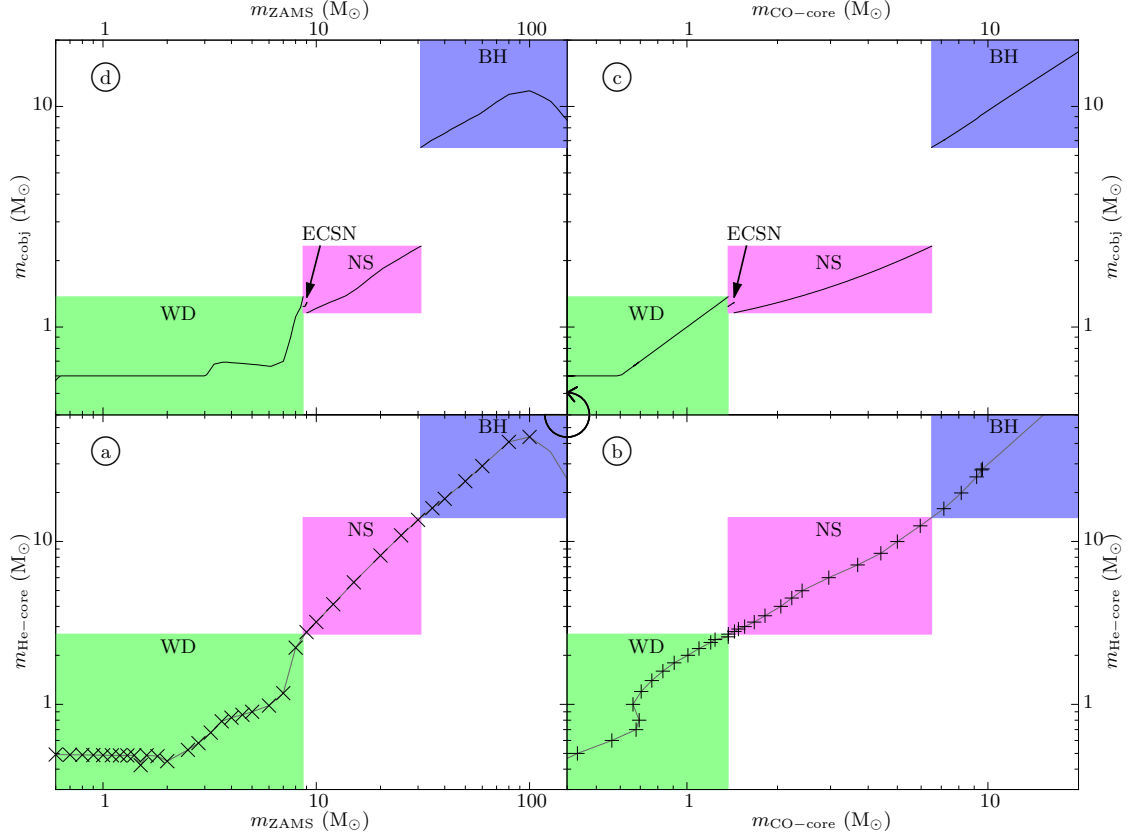 m_ZAMS (M_⊙) m_CO−core (M_⊙)
1 10 100 1 10
d BH c BH
10 10
ECSN ECSN
NS NS
WD WD
1 1
m_cobj (M_⊙) m_cobj (M_⊙)
a BH b BH
NS NS
10 10
WD WD
1 1
m_He−core (M_⊙) m_He−core (M_⊙)
1 10 100 1 10
m_ZAMS (M_⊙) m_CO−core (M_⊙)